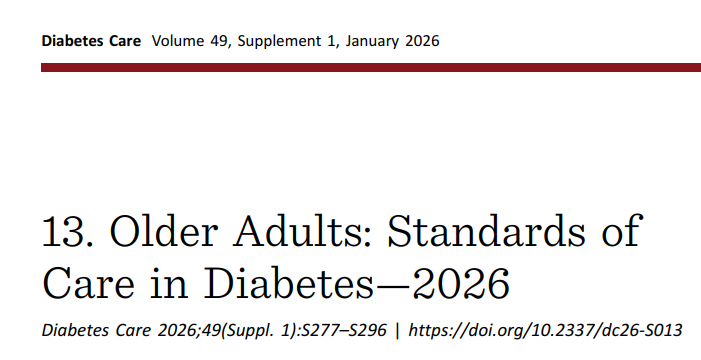 Diabetes Care Volume 49, Supplement 1, January 2026
13. Older Adults: Standards of
Care in Diabetes—2026
Diabetes Care 2026;49(Suppl. 1):S277–S296 | https://doi.org/10.2337/dc26-S013